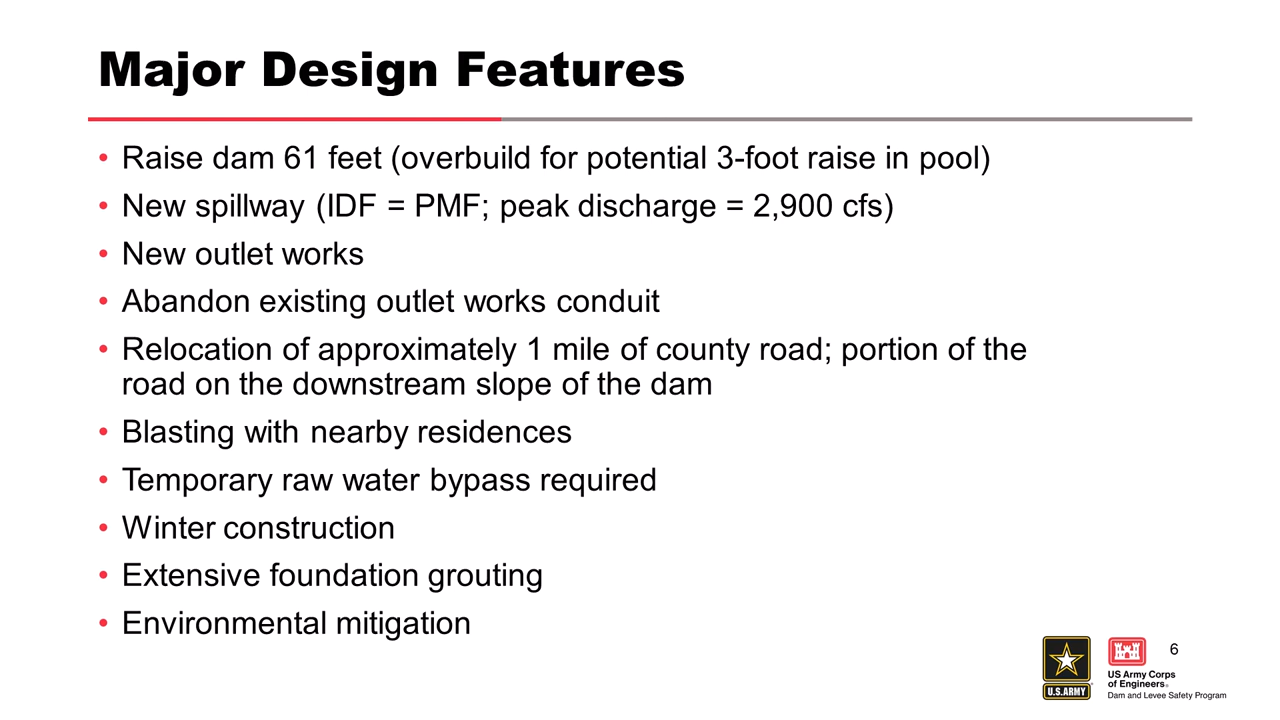 Major Design Features
• Raise dam 61 feet (overbuild for potential 3-foot raise in pool)
• New spillway (IDF = PMF; peak discharge = 2,900 cfs)
• New outlet works
• Abandon existing outlet works conduit
• Relocation of approximately 1 mile of county road; portion of the
road on the downstream slope of the dam
• Blasting with nearby residences
• Temporary raw water bypass required
• Winter construction
• Extensive foundation grouting
• Environmental mitigation
6
U.S.ARMY
US Army Corps
of Engineers®
Dam and Levee Safety Program